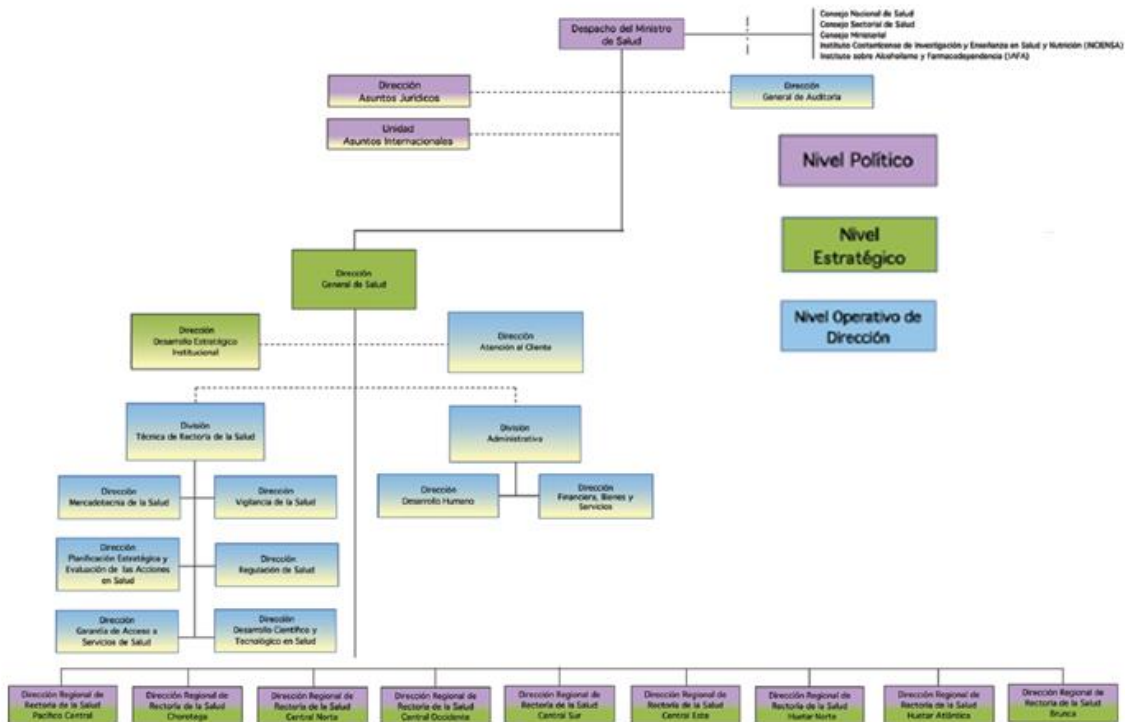 Despacho del Ministro
de Salud
Consejo Nacional de Salud
Consejo Sectorial de Salud
Consejo Ministerial
Instituto Costarricense de Investigación y Enseñanza en Salud y Nutrición (INCIENSA)
Instituto sobre Alcoholismo y Farmacodependencia (IAFA)
Dirección
Asuntos Jurídicos
Dirección
General de Auditoría
Unidad
Asuntos Internacionales
Nivel Político
Nivel
Estratégico
Nivel Operativo de
Dirección
Dirección
General de Salud
Dirección
Desarrollo Estratégico
Institucional
Dirección
Atención al Cliente
División
Técnica de Rectoría de la Salud
División
Administrativa
Dirección
Mercadotecnia de la Salud
Dirección
Vigilancia de la Salud
Dirección
Desarrollo Humano
Dirección
Financiera, Bienes y
Servicios
Dirección
Planificación Estratégica y
Evaluación de las Acciones
en Salud
Dirección
Regulación de Salud
Dirección
Garantía de Acceso a
Servicios de Salud
Dirección
Desarrollo Científico y
Tecnológico en Salud
Dirección Regional de
Rectoría de la Salud
Pacífico Central
Dirección Regional de
Rectoría de la Salud
Chorotega
Dirección Regional de
Rectoría de la Salud
Central Norte
Dirección Regional de
Rectoría de la Salud
Central Occidente
Dirección Regional de
Rectoría de la Salud
Central Sur
Dirección Regional de
Rectoría de la Salud
Central Este
Dirección Regional de
Rectoría de la Salud
Huetar Norte
Dirección Regional de
Rectoría de la Salud
Huetar Atlántica
Dirección Regional de
Rectoría de la Salud
Brunca